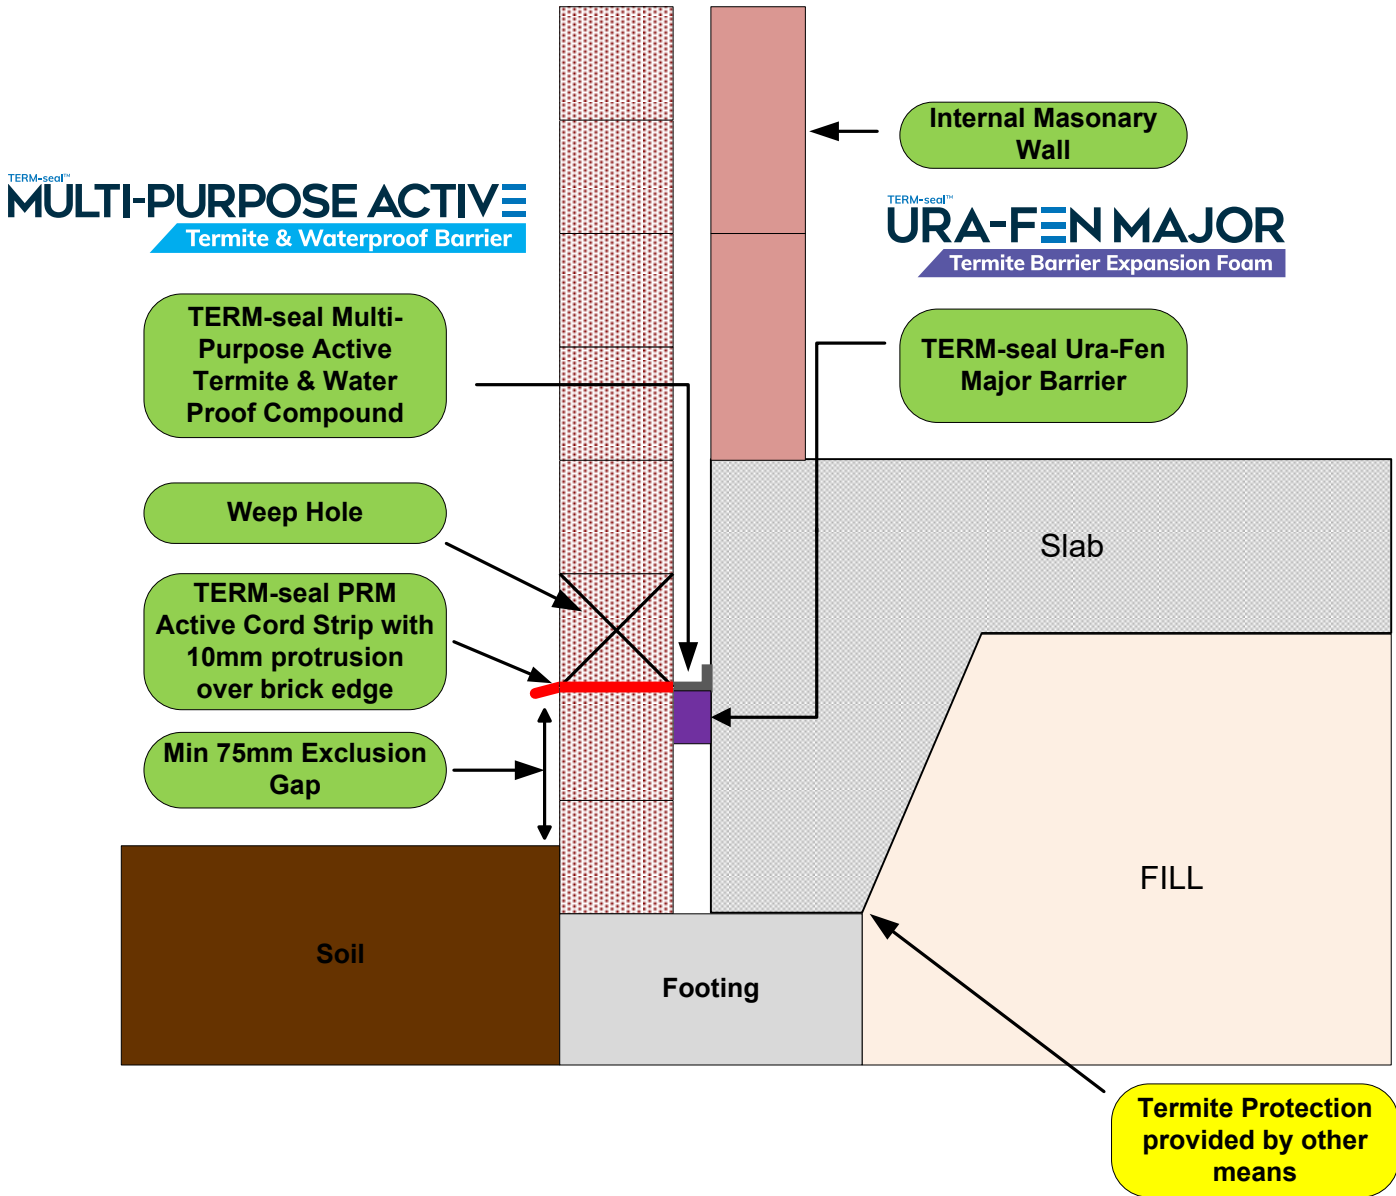 Internal Masonary
Wall
TERM-seal™
MULTI-PURPOSE ACTIVE
Termite & Waterproof Barrier
TERM-seal™
URA-FEN MAJOR
Termite Barrier Expansion Foam
TERM-seal Multi-
Purpose Active
Termite & Water
Proof Compound
TERM-seal Ura-Fen
Major Barrier
Weep Hole
Slab
TERM-seal PRM
Active Cord Strip with
10mm protrusion
over brick edge
Min 75mm Exclusion
Gap
FILL
Soil
Footing
Termite Protection
provided by other
means